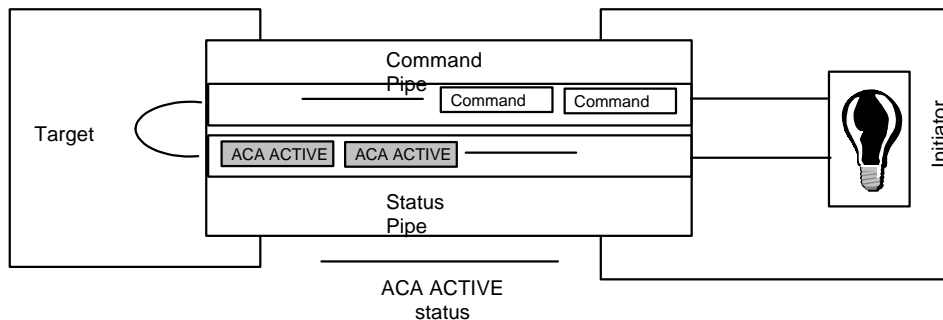 Command
Pipe
Command
Command
Target
Initiator
ACA ACTIVE
ACA ACTIVE
Status
Pipe
ACA ACTIVE
status